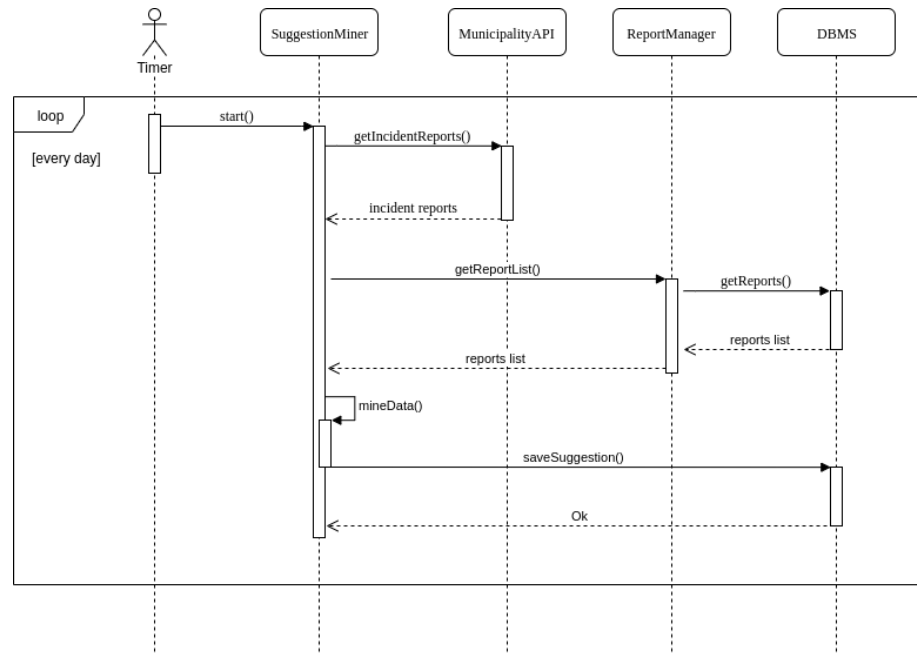 SuggestionMiner
MunicipalityAPI
ReportManager
DBMS
Timer
loop
start()
getIncidentReports()
[every day]
incident reports
getReportList()
getReports()
reports list
reports list
mineData()
saveSuggestion()
Ok